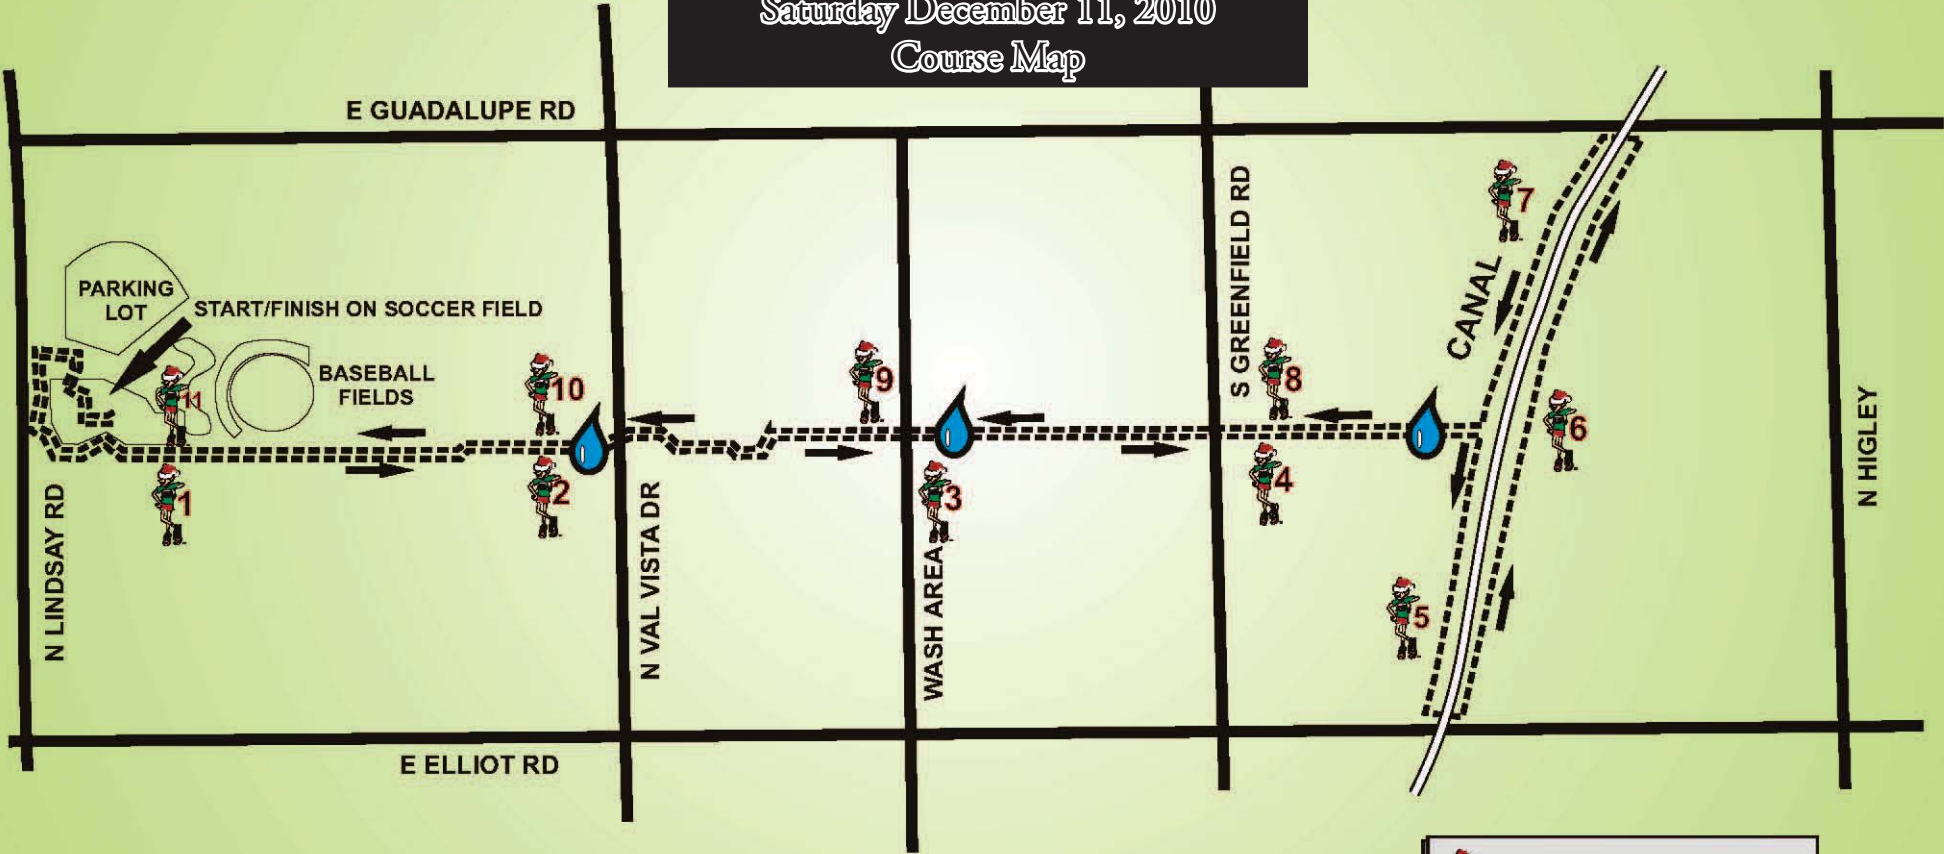 Saturday December 11, 2010
Course Map
E GUADALUPE RD
PARKING
LOT
START/FINISH ON SOCCER FIELD
BASEBALL
FIELDS
11
10
9
8
7
6
1
2
3
4
5
CANAL
S GREENFIELD RD
N HIGLEY
N LINDSAY RD
N VAL VISTA DR
WASH AREA
E ELLIOT RD